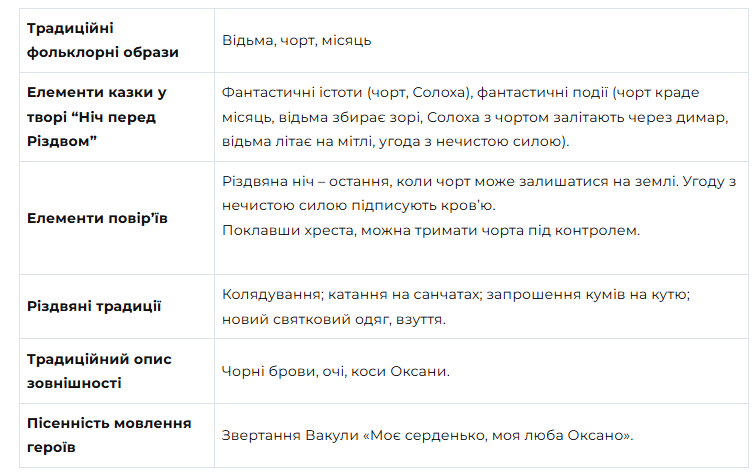 Традиційні
фольклорні образи
Відьма, чорт, місяць
Елементи казки у
творі “Ніч перед
Різдвом”
Фантастичні істоти (чорт, Солоха), фантастичні події (чорт краде
місяць, відьма збирає зорі, Солоха з чортом залітають через димар,
відьма літає на мітлі, угода з нечистою силою).
Елементи повір’їв
Різдвяна ніч – остання, коли чорт може залишатися на землі. Угоду з
нечистою силою підписують кров’ю.
Поклавши хреста, можна тримати чорта під контролем.
Різдвяні традиції
Колядування; катання на санчатах; запрошення кумів на кутю;
новий святковий одяг, взуття.
Традиційний опис
зовнішності
Чорні брови, очі, коси Оксани.
Пісенність мовлення
героїв
Звертання Вакули «Моє серденько, моя люба Оксано».